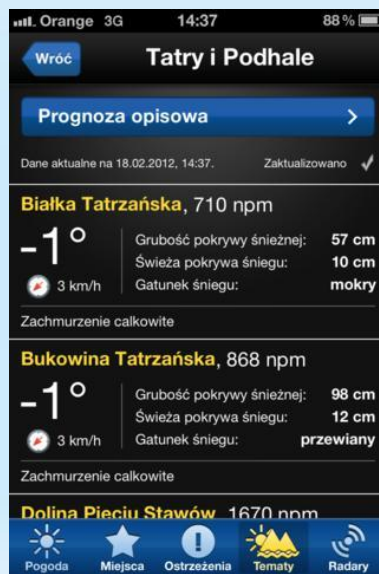 Orange 3G 14:37 88 %
Wróć Tatry i Podhale
Prognoza opisowa
Dane aktualne na 18.02.2012, 14:37. Zaktualizowano
Białka Tatrzańska, 710 npm
-1°
Grubość pokrywy śnieżnej: 57 cm
Świeża pokrywa śniegu: 10 cm
3 km/h Gatunek śniegu: mokry
Zachmurzenie calkowite
Bukowina Tatrzańska, 868 npm
-1°
Grubość pokrywy śnieżnej: 98 cm
Świeża pokrywa śniegu: 12 cm
3 km/h Gatunek śniegu: przewiany
Zachmurzenie calkowite
Dolina Pięciu Stawów, 1670 npm
Pogoda Miejsca Ostrzeżenia Tematy Radary